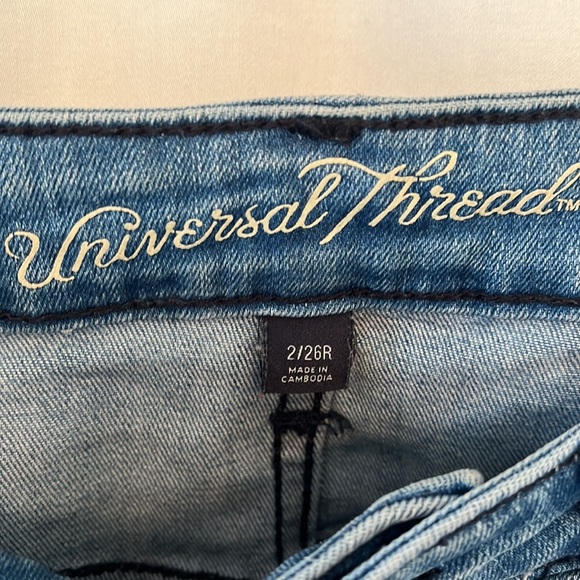 Universal Thread™
2/26R
MADE IN
CAMBODIA